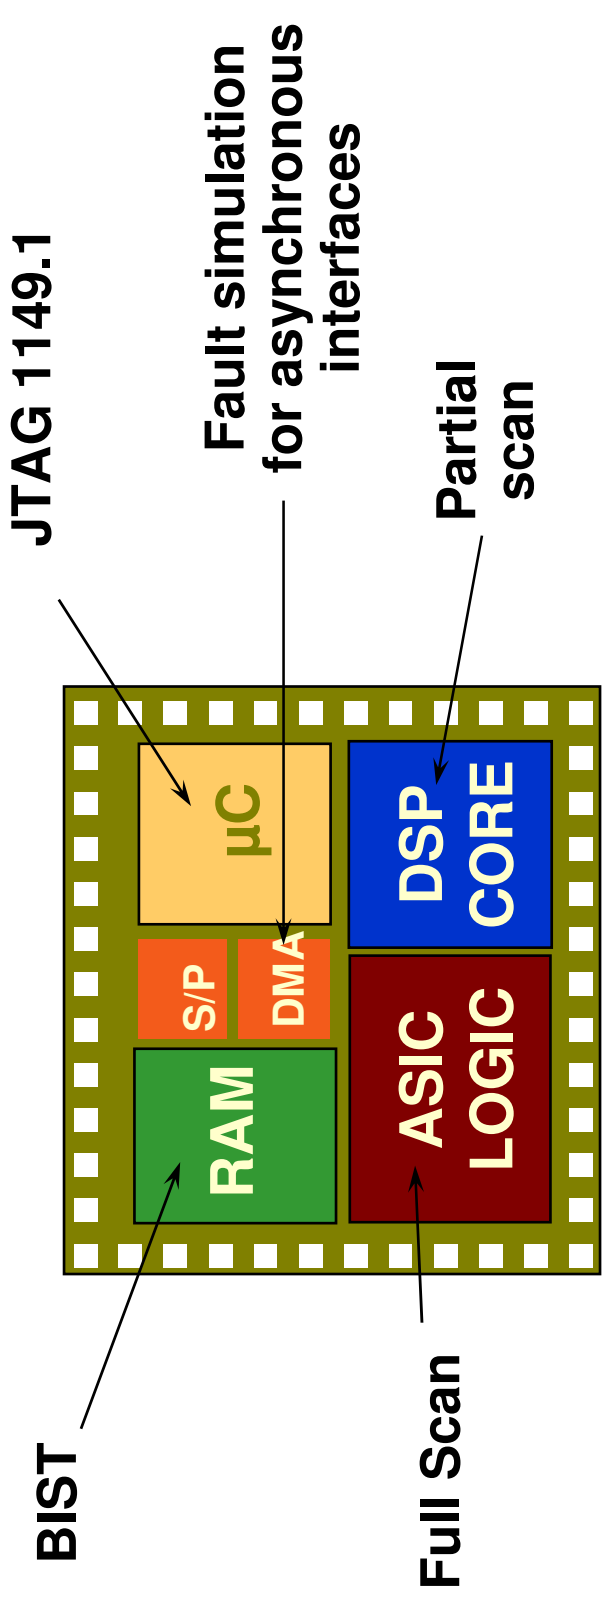 BIST
JTAG 1149.1
RAM
S/P
DMA
µC
Fault simulation
for asynchronous
interfaces
ASIC
LOGIC
DSP
CORE
Full Scan
Partial
scan